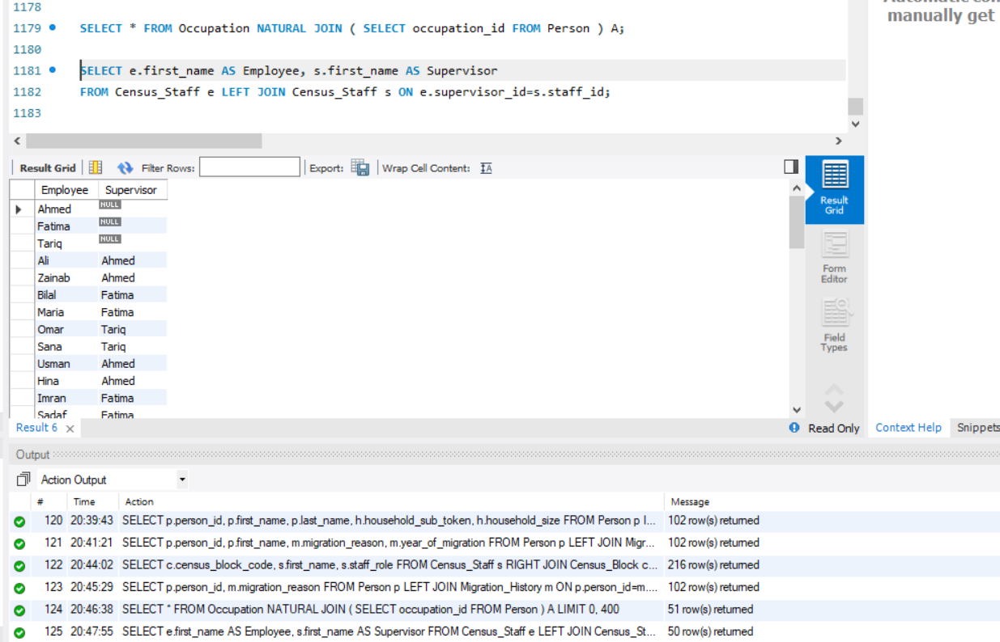 1178
manually get
1179 SELECT * FROM Occupation NATURAL JOIN ( SELECT occupation_id FROM Person ) A;
1180
1181 SELECT e.first_name AS Employee, s.first_name AS Supervisor
1182 FROM Census_Staff e LEFT JOIN Census_Staff s ON e.supervisor_id=s.staff_id;
1183
Result Grid Filter Rows: Export: Wrap Cell Content: IA
Employee Supervisor
Ahmed NULL
Fatima NULL
Tariq NULL
Ali Ahmed
Zainab Ahmed
Bilal Fatima
Maria Fatima
Omar Tariq
Sana Tariq
Usman Ahmed
Hina Ahmed
Imran Fatima
Sadaf Fatima
Result
Grid
Form
Editor
Field
Types
Result 6 Read Only Context Help Snippets
Output
Action Output
# Time Action Message
120 20:39:43 SELECT p.person_id, p.first_name, p.last_name, h.household_sub_token, h.household_size FROM Person p l... 102 row(s) returned
121 20:41:21 SELECT p.person_id, p.first_name, m.migration_reason, m.year_of_migration FROM Person p LEFT JOIN Migr... 102 row(s) returned
122 20:44:02 SELECT c.census_block_code, s.first_name, s.staff_role FROM Census_Staff s RIGHT JOIN Census_Block c... 216 row(s) returned
123 20:45:29 SELECT p.person_id, m.migration_reason FROM Person p LEFT JOIN Migration_History m ON p.person_id=m.... 102 row(s) returned
124 20:46:38 SELECT * FROM Occupation NATURAL JOIN ( SELECT occupation_id FROM Person ) A LIMIT 0, 400 51 row(s) returned
125 20:47:55 SELECT e.first_name AS Employee, s.first_name AS Supervisor FROM Census_Staff e LEFT JOIN Census_St... 50 row(s) returned